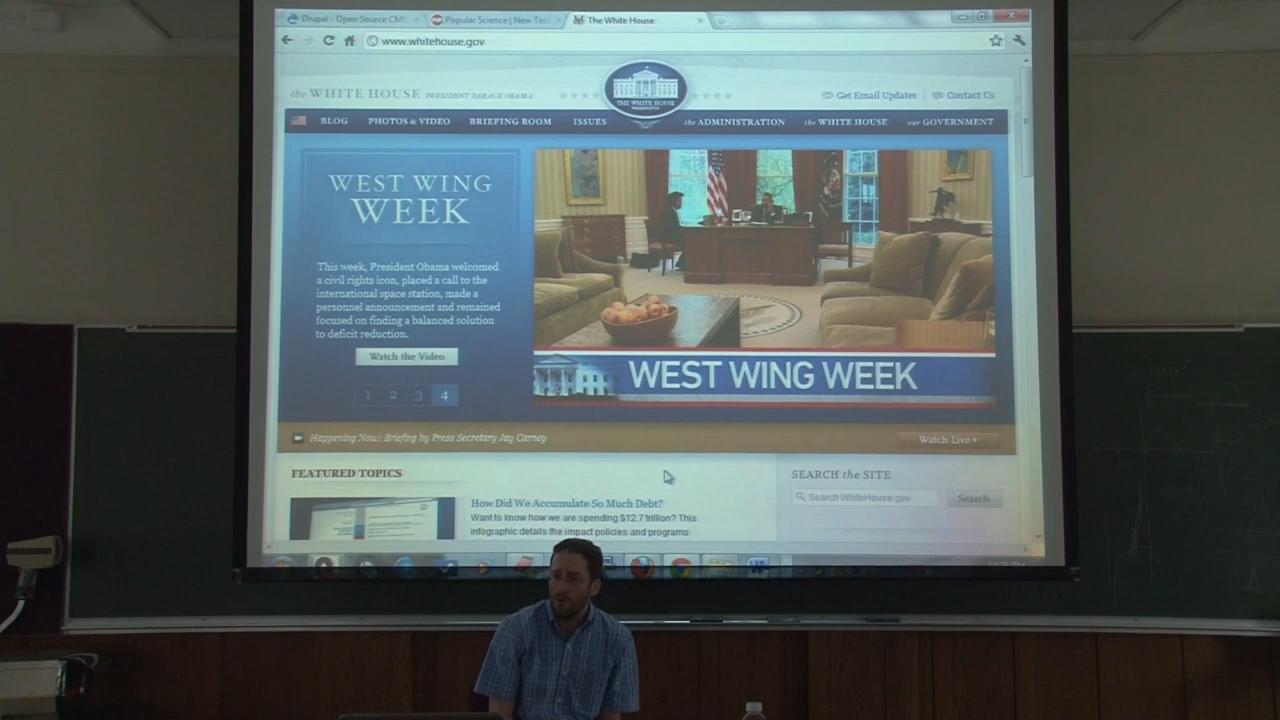 Drupal - Open Source CMS
Popular Science | New Tec
The White House
www.whitehouse.gov
the WHITE HOUSE PRESIDENT BARACK OBAMA
THE WHITE HOUSE
WASHINGTON
Get Email Updates
Contact Us
BLOG PHOTOS & VIDEO BRIEFING ROOM ISSUES the ADMINISTRATION the WHITE HOUSE our GOVERNMENT
WEST WING
WEEK
This week, President Obama welcomed
a civil rights icon, placed a call to the
international space station, made a
personnel announcement and remained
focused on finding a balanced solution
to deficit reduction.
Watch the Video
1 2 3 4
WEST WING WEEK
Happening Now: Briefing by Press Secretary Jay Carney
Watch Live
FEATURED TOPICS
How Did We Accumulate So Much Debt?
Want to know how we are spending $12.7 trillion? This
infographic details the impact policies and programs
SEARCH the SITE
Search WhiteHouse.gov
Search